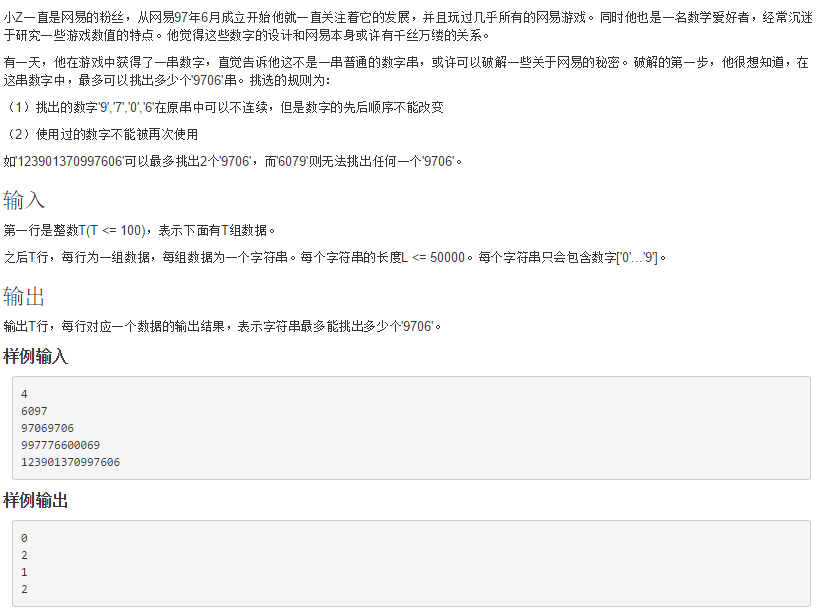 小Z一直是网易的粉丝，从网易97年6月成立开始他就一直关注着它的发展，并且玩过几乎所有的网易游戏。同时他也是一名数学爱好者，经常沉迷
于研究一些游戏数值的特点。他觉得这些数字的设计和网易本身或许有千丝万缕的关系。
有一天，他在游戏中获得了一串数字，直觉告诉他这不是一串普通的数字串，或许可以破解一些关于网易的秘密。破解的第一步，他很想知道，在
这串数字中，最多可以挑出多少个'9706'串。挑选的规则为：
（1）挑出的数字'9','7','0','6'在原串中可以不连续，但是数字的先后顺序不能改变
（2）使用过的数字不能被再次使用
如'123901370997606'可以最多挑出2个'9706'，而'6079'则无法挑出任何一个'9706'。
输入
第一行是整数T(T <= 100)，表示下面有T组数据。
之后T行，每行为一组数据，每组数据为一个字符串。每个字符串的长度L <= 50000。每个字符串只会包含数字['0'...'9']。
输出
输出T行，每行对应一个数据的输出结果，表示字符串最多能挑出多少个'9706'。
样例输入
4
6097
97069706
997776600069
123901370997606
样例输出
0
2
1
2